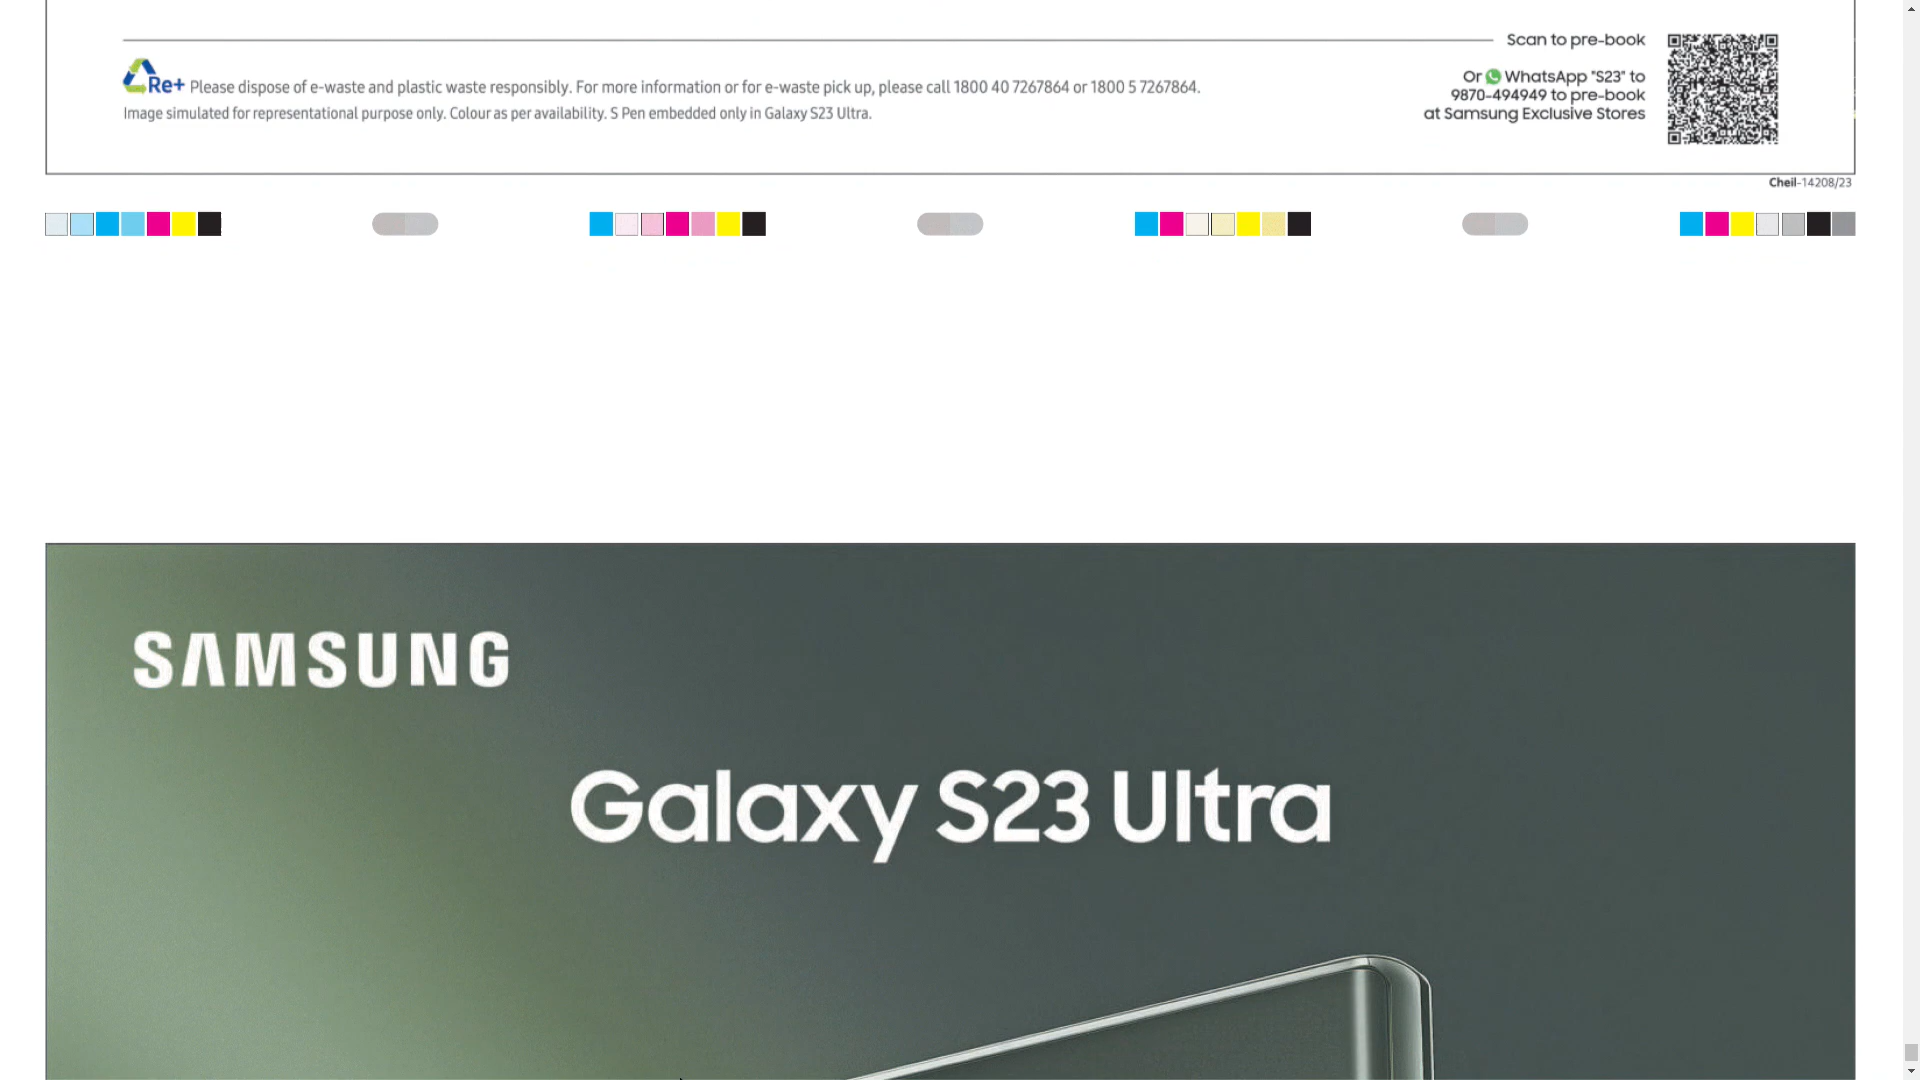 Scan to pre-book
Or WhatsApp "S23" to
9870-494949 to pre-book
at Samsung Exclusive Stores
Re+ Please dispose of e-waste and plastic waste responsibly. For more information or for e-waste pick up, please call 1800 40 7267864 or 1800 5 7267864.
Image simulated for representational purpose only. Colour as per availability. S Pen embedded only in Galaxy S23 Ultra.
Cheil-14208/23
SAMSUNG
Galaxy S23 Ultra